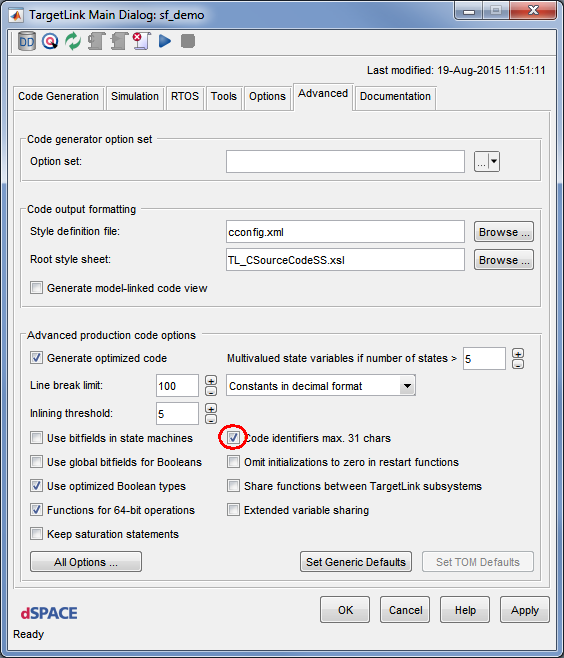 TargetLink Main Dialog: sf_demo
DD
Last modified: 19-Aug-2015 11:51:11
Code Generation Simulation RTOS Tools Options Advanced Documentation
Code generator option set
Option set: ...
Code output formatting
Style definition file: cconfig.xml Browse ...
Root style sheet: TL_CSourceCodeSS.xsl Browse ...
Generate model-linked code view
Advanced production code options
Generate optimized code Multivalued state variables if number of states > 5
Line break limit: 100 Constants in decimal format
Inlining threshold: 5
Use bitfields in state machines Code identifiers max. 31 chars
Use global bitfields for Booleans Omit initializations to zero in restart functions
Use optimized Boolean types Share functions between TargetLink subsystems
Functions for 64-bit operations Extended variable sharing
Keep saturation statements
All Options ... Set Generic Defaults Set TOM Defaults
dSPACE OK Cancel Help Apply
Ready